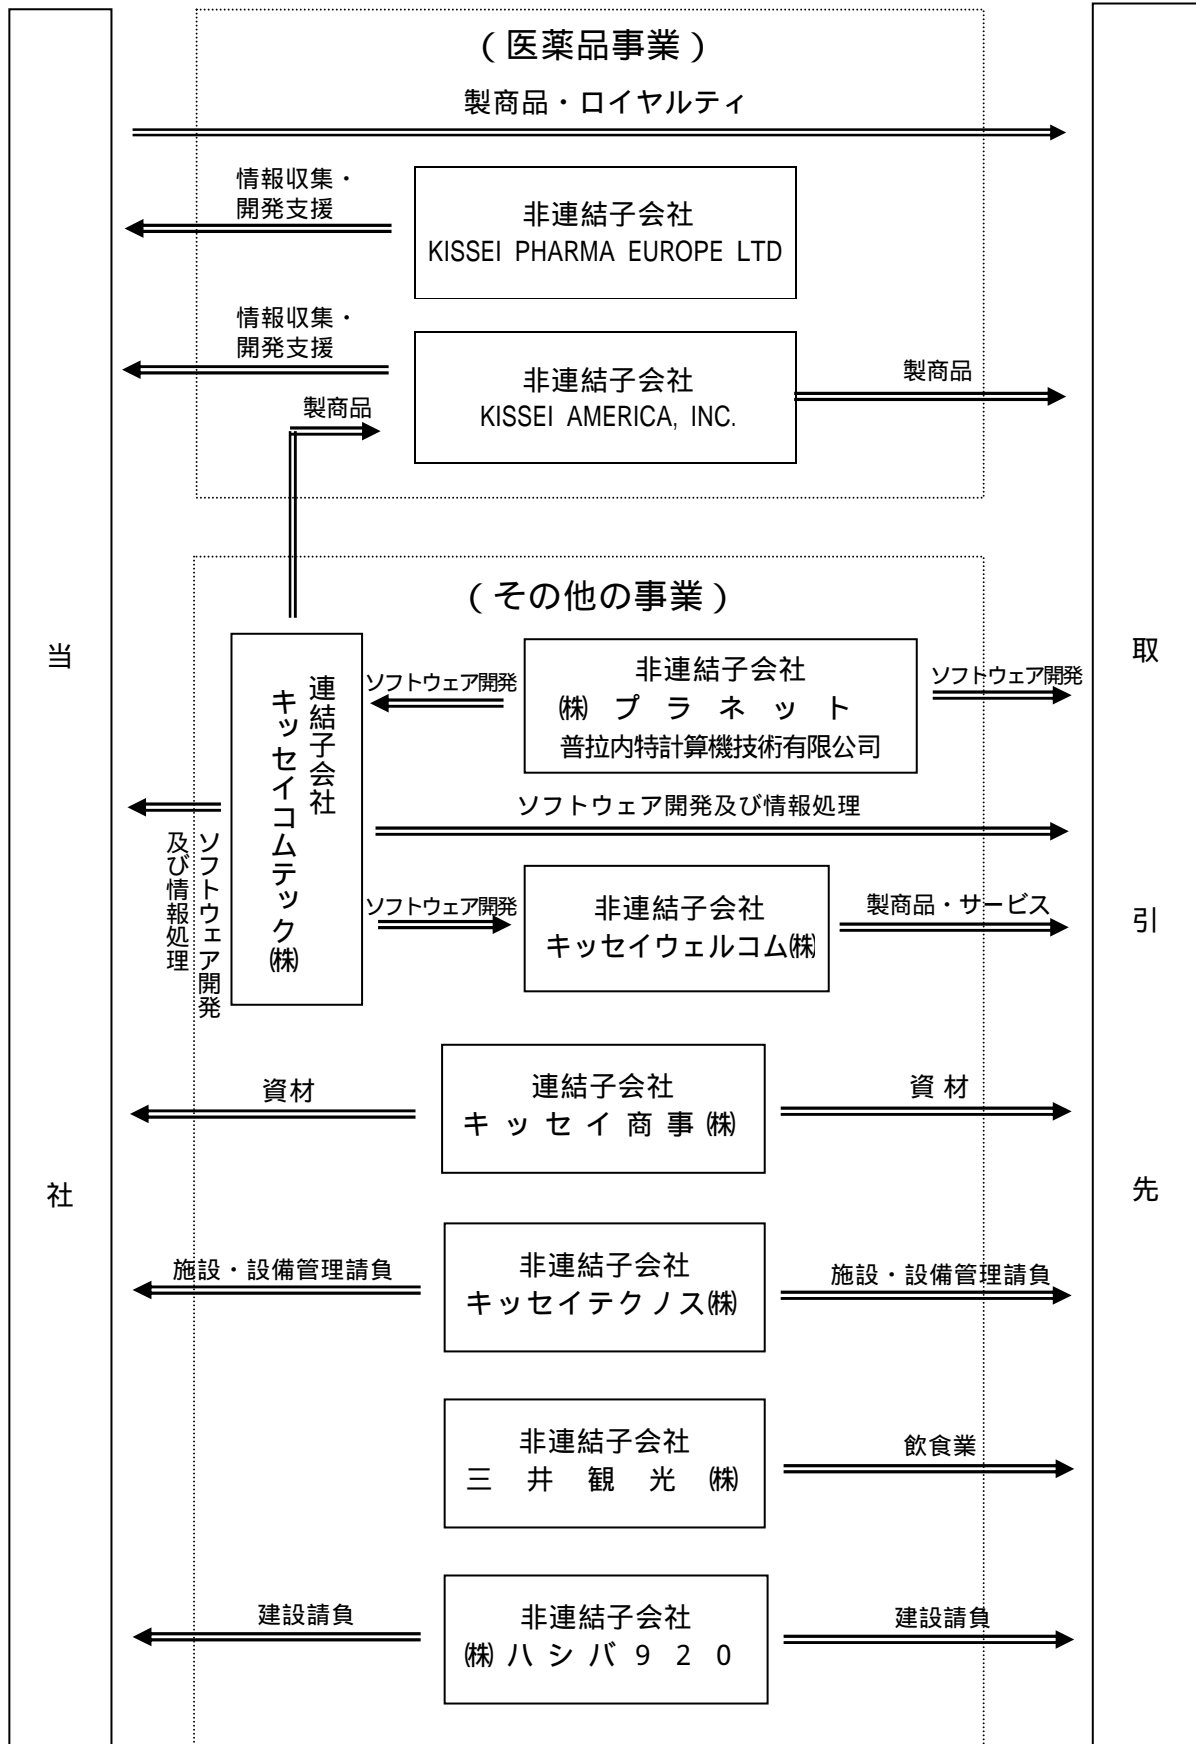 (医薬品事業)
製商品・ロイヤルティ
情報収集・
開発支援
非連結子会社
KISSEI PHARMA EUROPE LTD
情報収集・
開発支援
非連結子会社
KISSEI AMERICA, INC.
製商品
製商品
(その他の事業)
当社
取引先
連結子会社
キッセイコムテック㈱
ソフトウェア開発
非連結子会社
㈱プラネット
普拉内特計算機技術有限公司
ソフトウェア開発
ソフトウェア開発及び情報処理
ソフトウェア開発
及び情報処理
ソフトウェア開発
非連結子会社
キッセイウェルコム㈱
製商品・サービス
資材
連結子会社
キッセイ商事㈱
資材
施設・設備管理請負
非連結子会社
キッセイテクノス㈱
施設・設備管理請負
非連結子会社
三井観光㈱
飲食業
建設請負
非連結子会社
㈱ハシバ920
建設請負